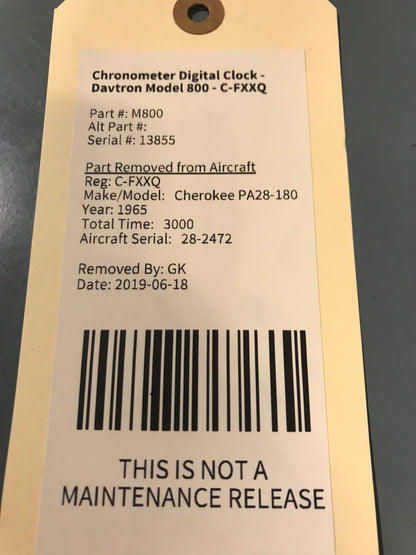 Chronometer Digital Clock -
Davtron Model 800 - C-FXXQ
Part #: M800
Alt Part #:
Serial #: 13855
Part Removed from Aircraft
Reg: C-FXXQ
Make/Model: Cherokee PA28-180
Year: 1965
Total Time: 3000
Aircraft Serial: 28-2472
Removed By: GK
Date: 2019-06-18
THIS IS NOT A
MAINTENANCE RELEASE